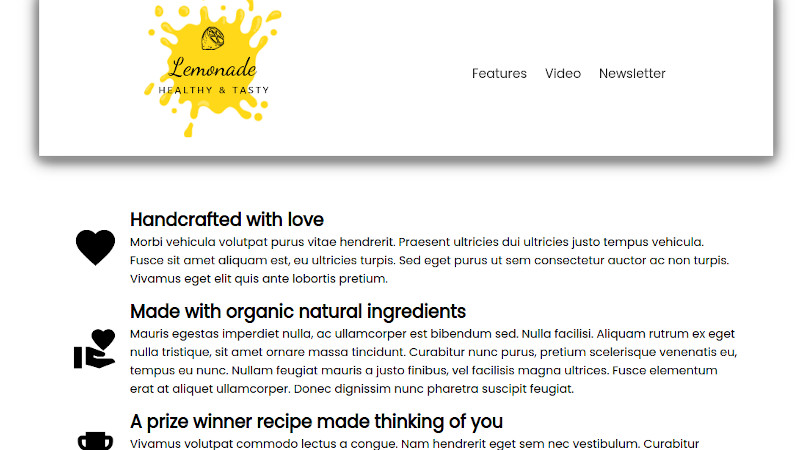 Lemonade
HEALTHY & TASTY
Features Video Newsletter
Handcrafted with love
Morbi vehicula volutpat purus vitae hendrerit. Praesent ultricies dui ultricies justo tempus vehicula.
Fusce sit amet aliquam est, eu ultricies turpis. Sed eget purus ut sem consectetur auctor ac non turpis.
Vivamus eget elit quis ante lobortis pretium.
Made with organic natural ingredients
Mauris egestas imperdiet nulla, ac ullamcorper est bibendum sed. Nulla facilisi. Aliquam rutrum ex eget
nulla tristique, sit amet ornare massa tincidunt. Curabitur nunc purus, pretium scelerisque venenatis eu,
tempus eu nunc. Nullam feugiat mauris a justo finibus, vel facilisis magna ultrices. Fusce elementum
erat at aliquet ullamcorper. Donec dignissim nunc pharetra suscipit feugiat.
A prize winner recipe made thinking of you
Vivamus volutpat commodo lectus a congue. Nam hendrerit eget sem nec vestibulum. Curabitur